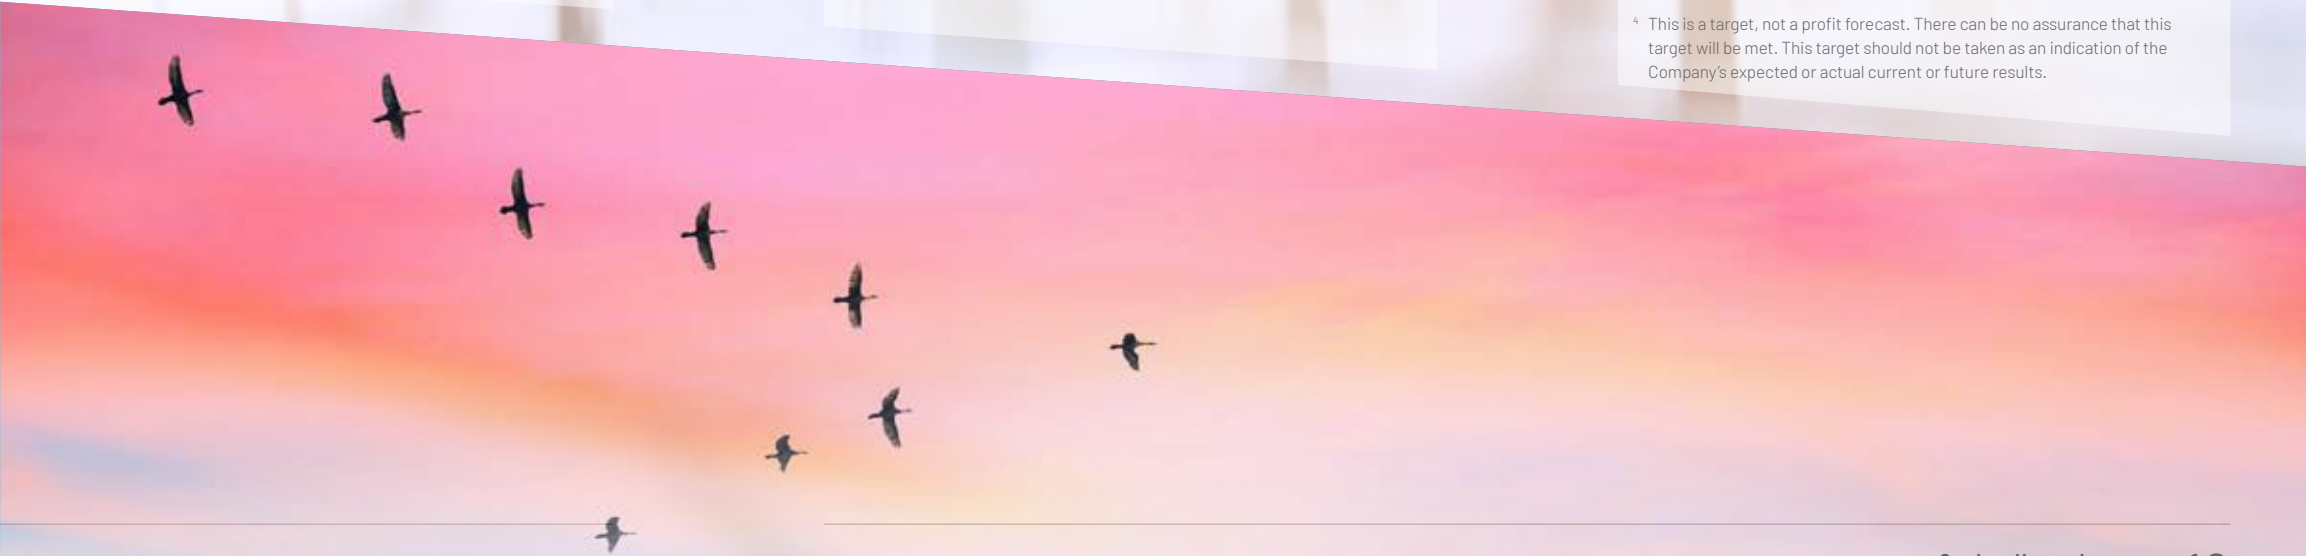 4 This is a target, not a profit forecast. There can be no assurance that this
target will be met. This target should not be taken as an indication of the
Company's expected or actual current or future results.